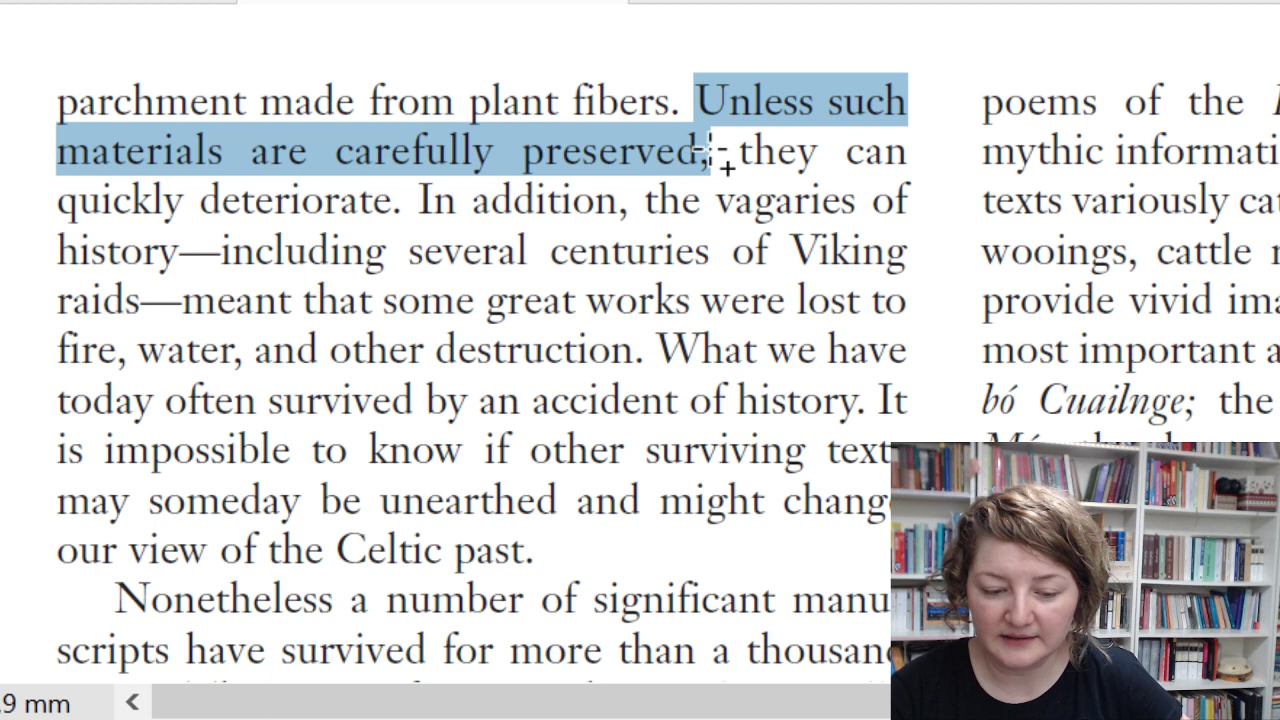 parchment made from plant fibers. Unless such
materials are carefully preserved, they can
quickly deteriorate. In addition, the vagaries of
history—including several centuries of Viking
raids—meant that some great works were lost to
fire, water, and other destruction. What we have
today often survived by an accident of history. It
is impossible to know if other surviving text
may someday be unearthed and might chang
our view of the Celtic past.
Nonetheless a number of significant manu
scripts have survived for more than a thousan
poems of the
mythic informati
texts variously ca
wooings, cattle r
provide vivid ima
most important a
bó Cuailnge; the
.9 mm